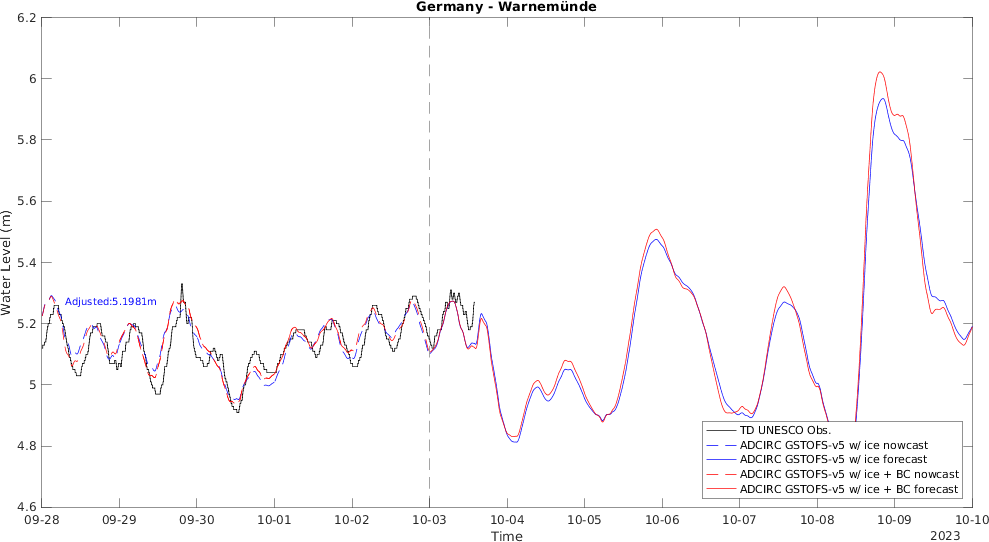 Germany - Warnemünde
6.2
6
5.8
5.6
5.4
5.2
5
4.8
4.6
Water Level (m)
Adjusted:5.1981m
TD UNESCO Obs.
ADCIRC GSTOFS-v5 w/ ice nowcast
ADCIRC GSTOFS-v5 w/ ice forecast
ADCIRC GSTOFS-v5 w/ ice + BC nowcast
ADCIRC GSTOFS-v5 w/ ice + BC forecast
09-28 09-29 09-30 10-01 10-02 10-03 10-04 10-05 10-06 10-07 10-08 10-09 10-10
Time
2023